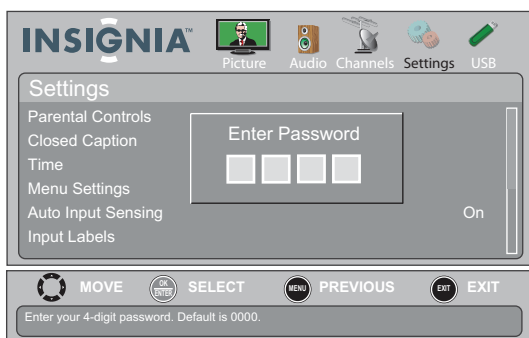 INSIGNIA™
Picture Audio Channels Settings USB
Settings
Parental Controls
Closed Caption
Time
Menu Settings
Auto Input Sensing On
Input Labels
Enter Password
MOVE OK ENTER SELECT MENU PREVIOUS EXIT EXIT
Enter your 4-digit password. Default is 0000.